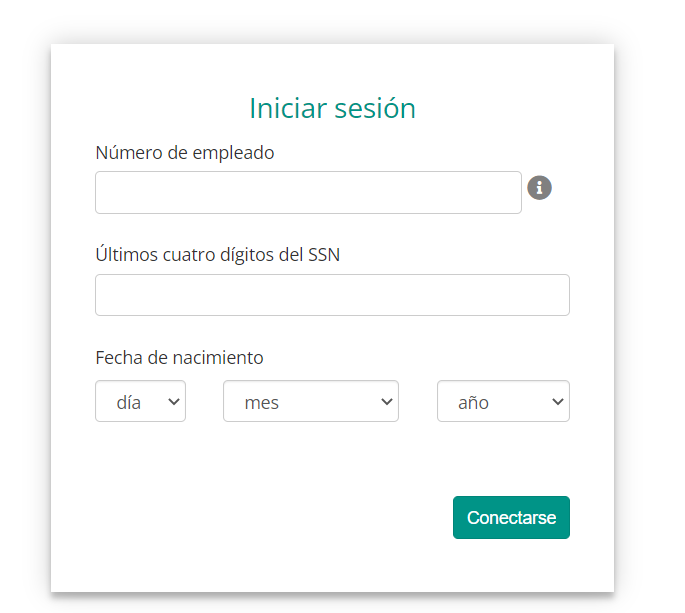 Iniciar sesión
Número de empleado
Últimos cuatro dígitos del SSN
Fecha de nacimiento
día mes año
Conectarse